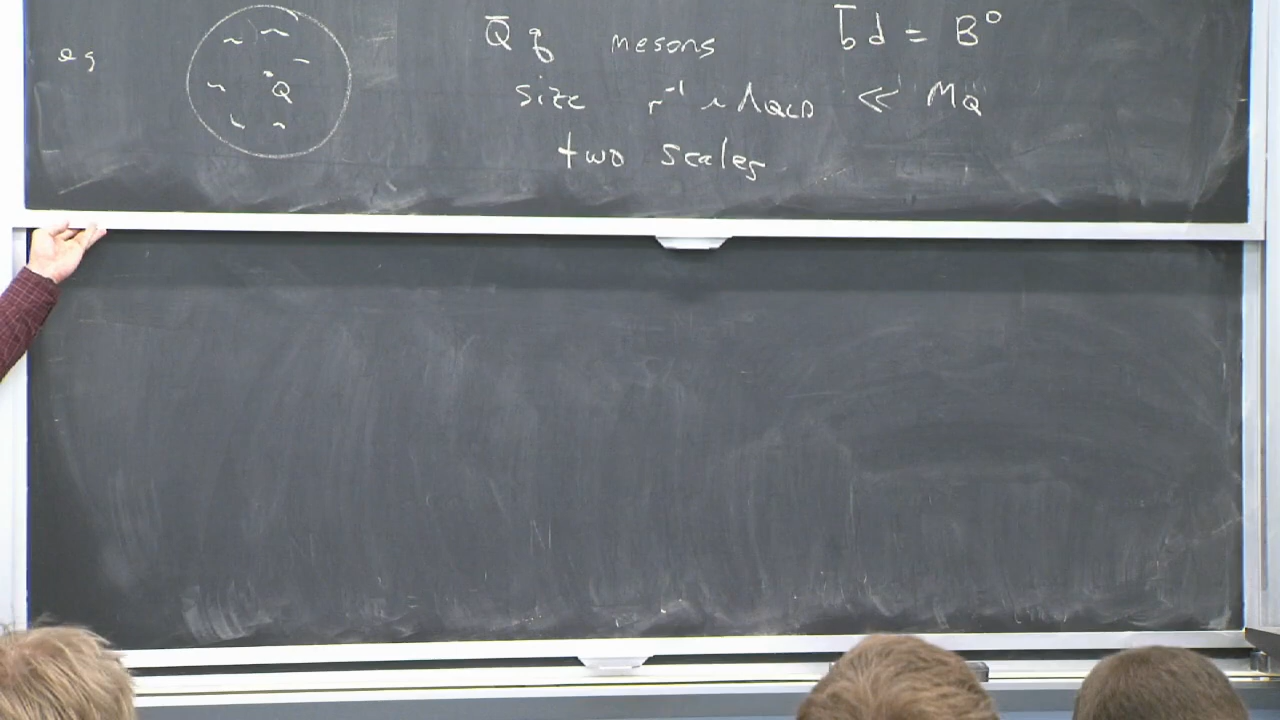 eg Q Q̄ q mesons b̄ d = B⁰
size r⁻¹ ~ ΛQCD ≪ MQ
two scales